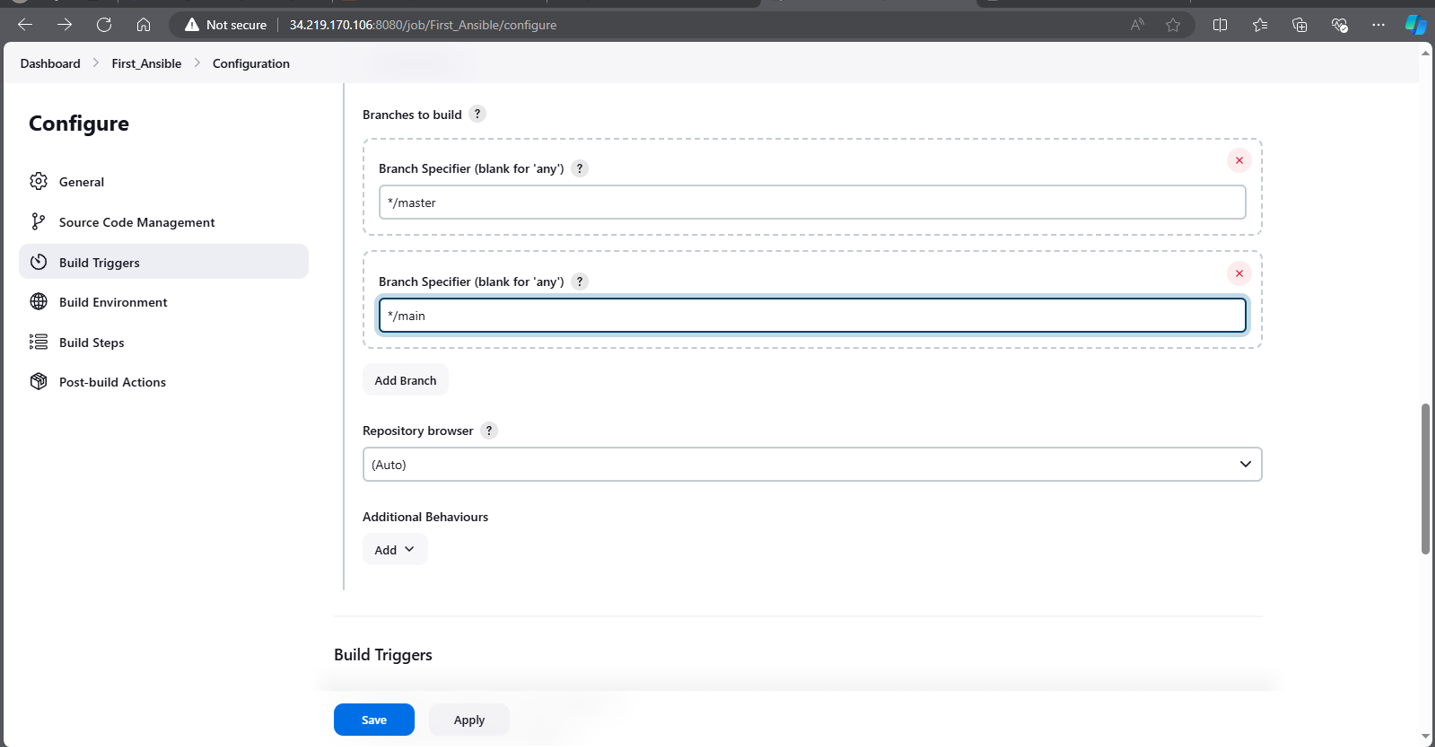 Not secure
34.219.170.106:8080/job/First_Ansible/configure
Dashboard > First_Ansible > Configuration
Configure
General
Source Code Management
Build Triggers
Build Environment
Build Steps
Post-build Actions
Branches to build ?
Branch Specifier (blank for 'any') ?
*/master
Branch Specifier (blank for 'any') ?
*/main
Add Branch
Repository browser ?
(Auto)
Additional Behaviours
Add
Build Triggers
Save
Apply